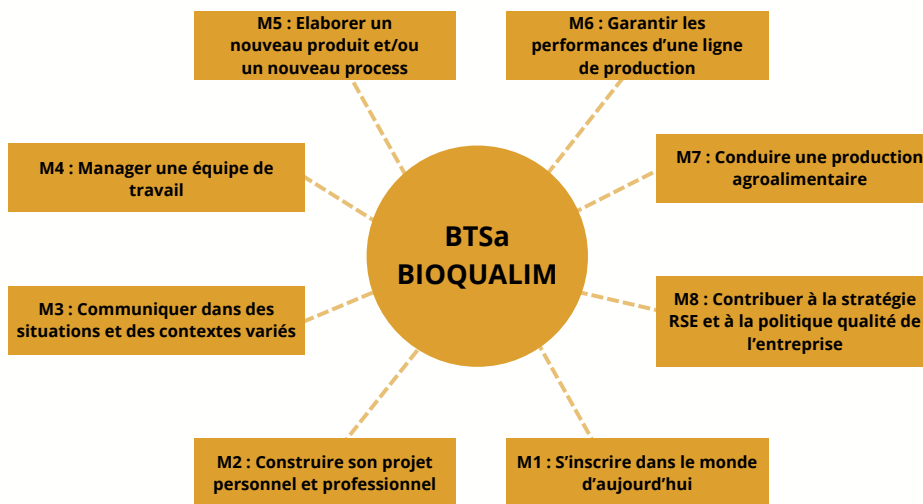 M5 : Elaborer un
nouveau produit et/ou
un nouveau process
M6 : Garantir les
performances d’une ligne
de production
M4 : Manager une équipe de
travail
M7 : Conduire une production
agroalimentaire
BTSa
BIOQUALIM
M3 : Communiquer dans des
situations et des contextes variés
M8 : Contribuer à la stratégie
RSE et à la politique qualité de
l’entreprise
M2 : Construire son projet
personnel et professionnel
M1 : S’inscrire dans le monde
d’aujourd’hui